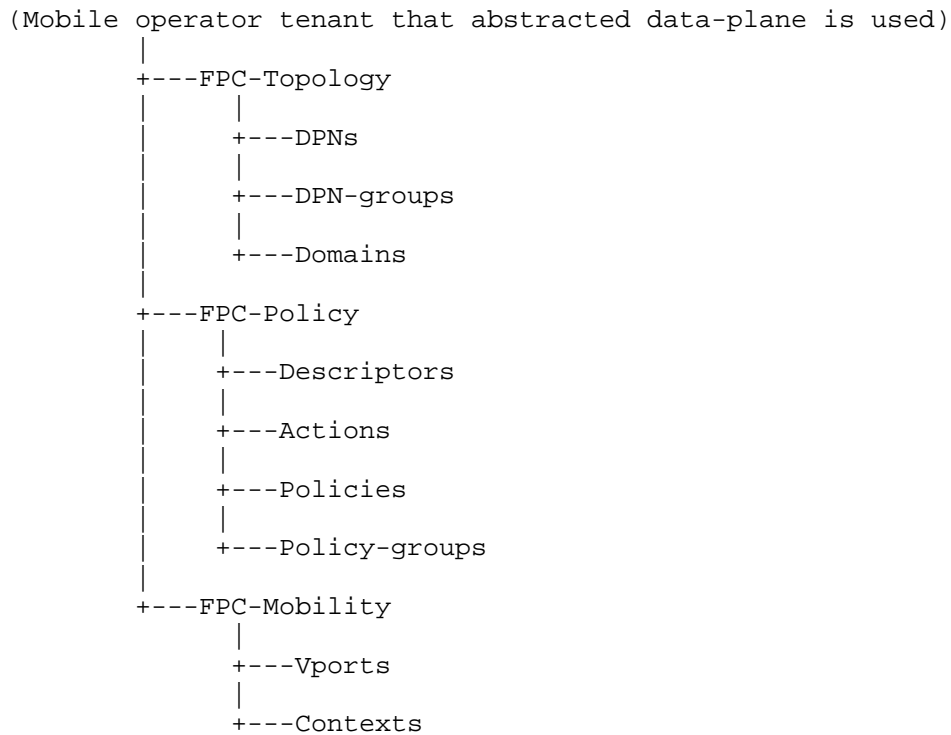 (Mobile operator tenant that abstracted data-plane is used)
|
+---FPC-Topology
| |
| +---DPNs
| |
| +---DPN-groups
| |
| +---Domains
|
+---FPC-Policy
| |
| +---Descriptors
| |
| +---Actions
| |
| +---Policies
| |
| +---Policy-groups
|
+---FPC-Mobility
|
+---Vports
|
+---Contexts